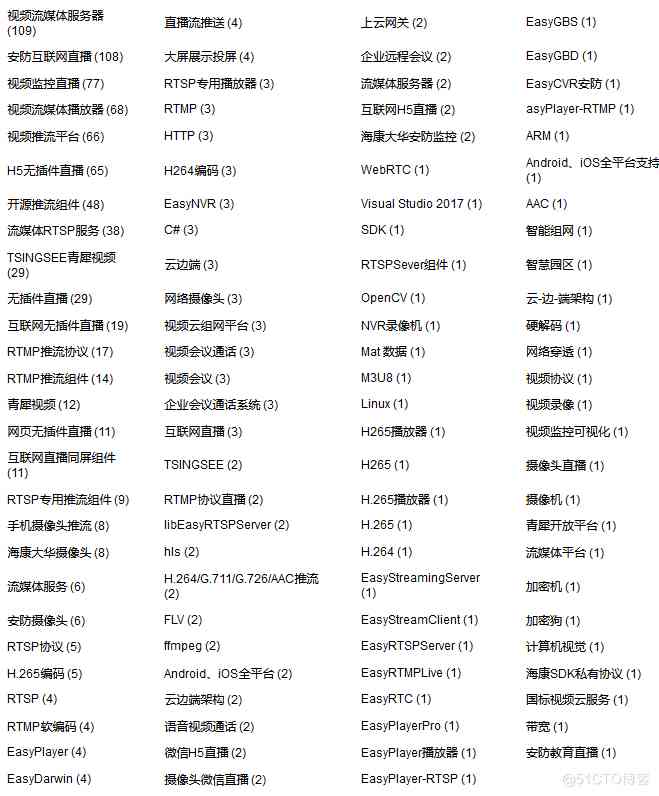 视频流媒体服务器
(109)
安防互联网直播 (108)
视频监控直播 (77)
视频流媒体播放器 (68)
视频推流平台 (66)
H5无插件直播 (65)
开源推流组件 (48)
流媒体RTSP服务 (38)
TSINGSEE青犀视频
(29)
无插件直播 (29)
互联网无插件直播 (19)
RTMP推流协议 (17)
RTMP推流组件 (14)
青犀视频 (12)
网页无插件直播 (11)
互联网直播同屏组件
(11)
RTSP专用推流组件 (9)
手机摄像头推流 (8)
海康大华摄像头 (8)
流媒体服务 (6)
安防摄像头 (6)
RTSP协议 (5)
H.265编码 (5)
RTSP (4)
RTMP软编码 (4)
EasyPlayer (4)
EasyDarwin (4)
直播流推送 (4)
大屏展示投屏 (4)
RTSP专用播放器 (3)
RTMP (3)
HTTP (3)
H264编码 (3)
EasyNVR (3)
C# (3)
云边端 (3)
网络摄像头 (3)
视频云组网平台 (3)
视频会议通话 (3)
视频会议 (3)
企业会议通话系统 (3)
互联网直播 (3)
TSINGSEE (2)
RTMP协议直播 (2)
libEasyRTSPServer (2)
hls (2)
H.264/G.711/G.726/AAC推流
(2)
FLV (2)
ffmpeg (2)
Android、iOS全平台 (2)
云边端架构 (2)
语音视频通话 (2)
微信H5直播 (2)
摄像头微信直播 (2)
上云网关 (2)
企业远程会议 (2)
流媒体服务器 (2)
互联网H5直播 (2)
海康大华安防监控 (2)
WebRTC (1)
Visual Studio 2017 (1)
SDK (1)
RTSPSever组件 (1)
OpenCV (1)
NVR录像机 (1)
Mat 数据 (1)
M3U8 (1)
Linux (1)
H265播放器 (1)
H265 (1)
H.265播放器 (1)
H.265 (1)
H.264 (1)
EasyStreamingServer
(1)
EasyStreamClient (1)
EasyRTSPServer (1)
EasyRTMPLive (1)
EasyRTC (1)
EasyPlayerPro (1)
EasyPlayer播放器 (1)
EasyPlayer-RTSP (1)
EasyGBS (1)
EasyGBD (1)
EasyCVR安防 (1)
asyPlayer-RTMP (1)
ARM (1)
Android、iOS全平台支持
(1)
AAC (1)
智能组网 (1)
智慧园区 (1)
云-边-端架构 (1)
硬解码 (1)
网络穿透 (1)
视频协议 (1)
视频录像 (1)
视频监控可视化 (1)
摄像头直播 (1)
摄像机 (1)
青犀开放平台 (1)
流媒体平台 (1)
加密机 (1)
加密狗 (1)
计算机视觉 (1)
海康SDK私有协议 (1)
国标视频云服务 (1)
带宽 (1)
安防教育直播 (1)
@51CTO博客